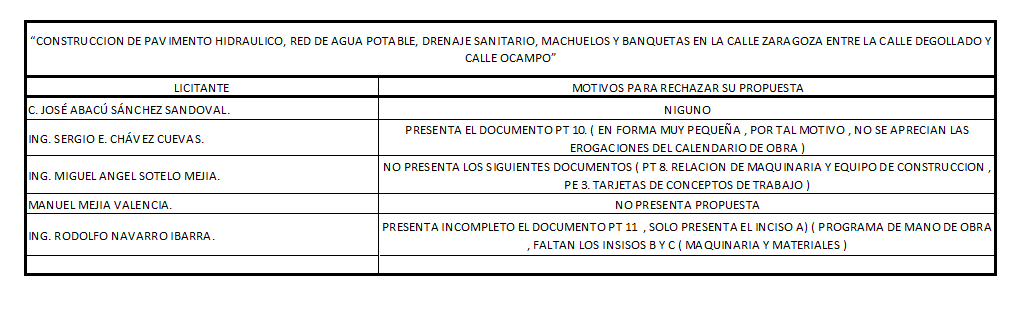 “CONSTRUCCION DE PAVIMENTO HIDRAULICO, RED DE AGUA POTABLE, DRENAJE SANITARIO, MACHUELOS Y BANQUETAS EN LA CALLE ZARAGOZA ENTRE LA CALLE DEGOLLADO Y
CALLE OCAMPO”
LICITANTE
MOTIVOS PARA RECHAZAR SU PROPUESTA
C. JOSÉ ABACÚ SÁNCHEZ SANDOVAL.
NIGUNO
ING. SERGIO E. CHÁVEZ CUEVAS.
PRESENTA EL DOCUMENTO PT 10. ( EN FORMA MUY PEQUEÑA , POR TAL MOTIVO , NO SE APRECIAN LAS
EROGACIONES DEL CALENDARIO DE OBRA )
ING. MIGUEL ANGEL SOTELO MEJIA.
NO PRESENTA LOS SIGUIENTES DOCUMENTOS ( PT 8. RELACION DE MAQUINARIA Y EQUIPO DE CONSTRUCCION ,
PE 3. TARJETAS DE CONCEPTOS DE TRABAJO )
MANUEL MEJIA VALENCIA.
NO PRESENTA PROPUESTA
ING. RODOLFO NAVARRO IBARRA.
PRESENTA INCOMPLETO EL DOCUMENTO PT 11 , SOLO PRESENTA EL INCISO A) ( PROGRAMA DE MANO DE OBRA
, FALTAN LOS INSISOS B Y C ( MAQUINARIA Y MATERIALES )